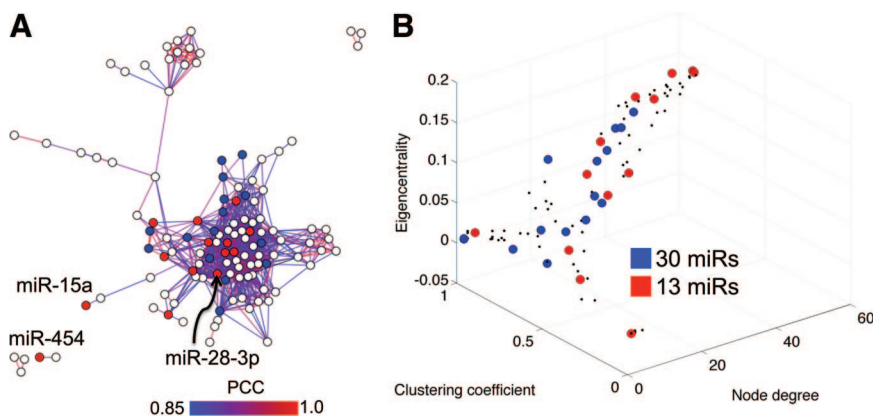 A
miR-15a
miR-454
miR-28-3p
PCC
0.85 1.0
B
Eigencentrality
0.2
0.15
0.1
0.05
0
-0.05
1
0.5
0
Clustering coefficient
0
20
40
60
Node degree
30 miRs
13 miRs